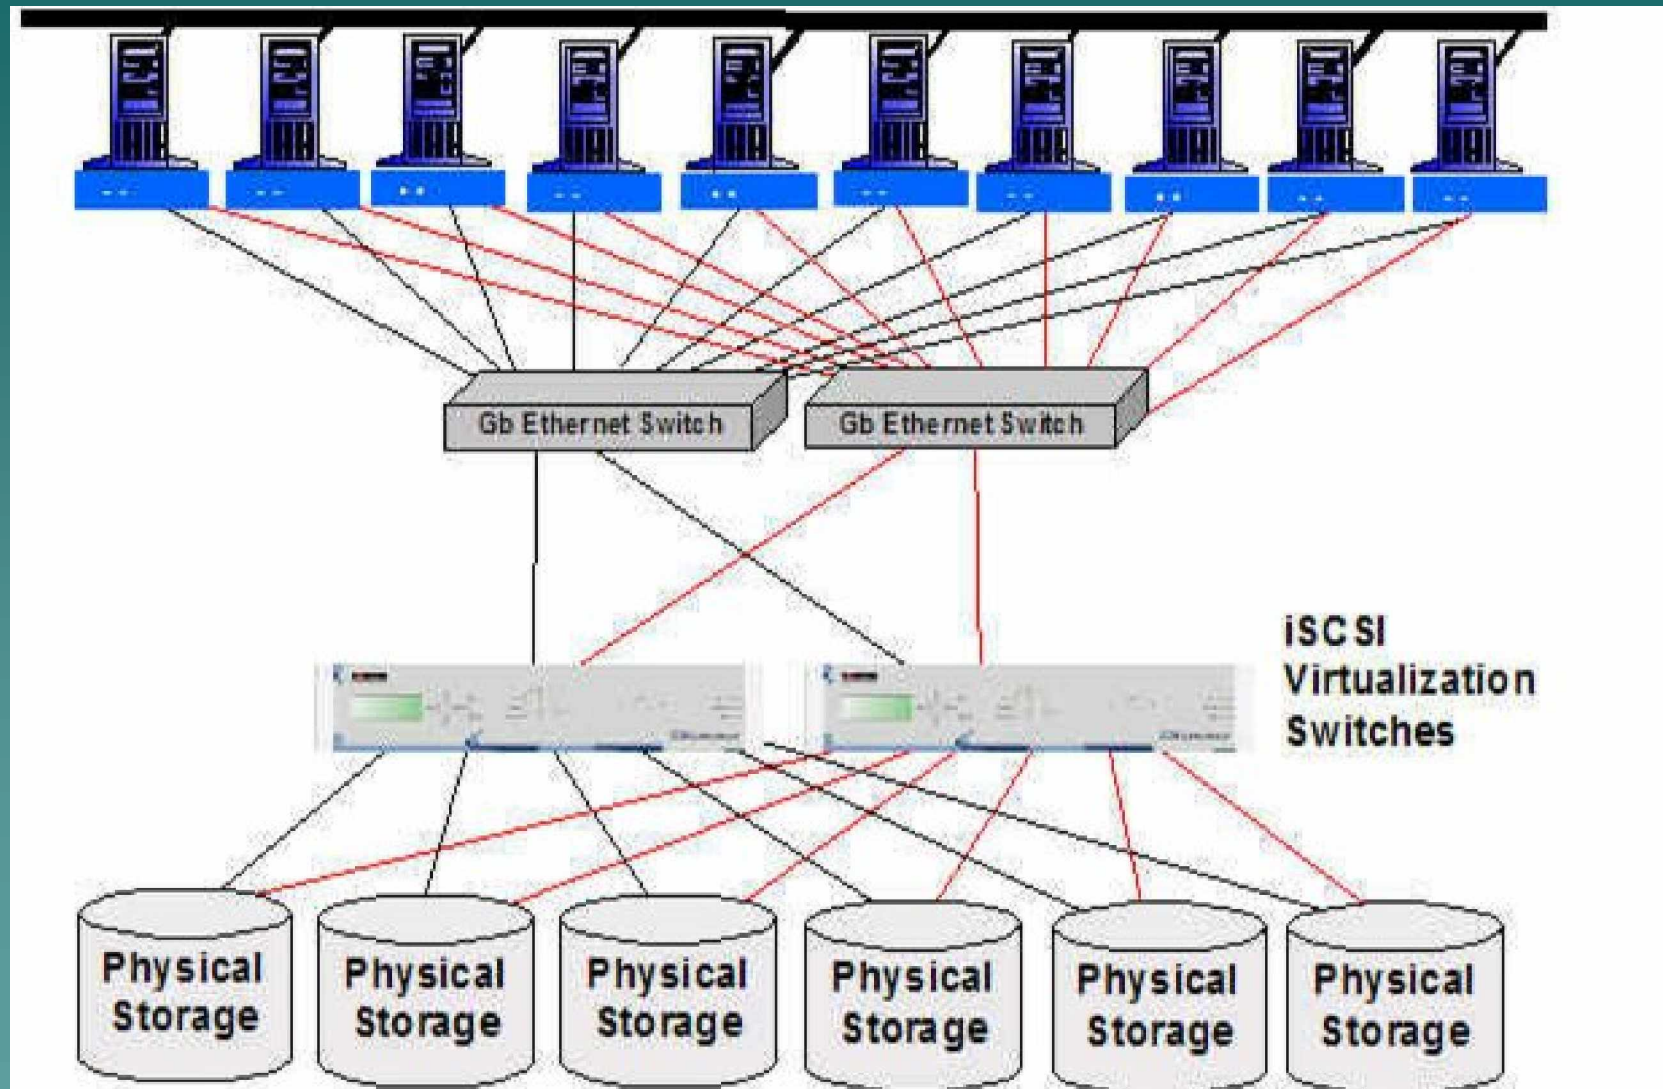 Gb Ethernet Switch
Gb Ethernet Switch
iSCSI
Virtualization
Switches
Physical
Storage
Physical
Storage
Physical
Storage
Physical
Storage
Physical
Storage
Physical
Storage